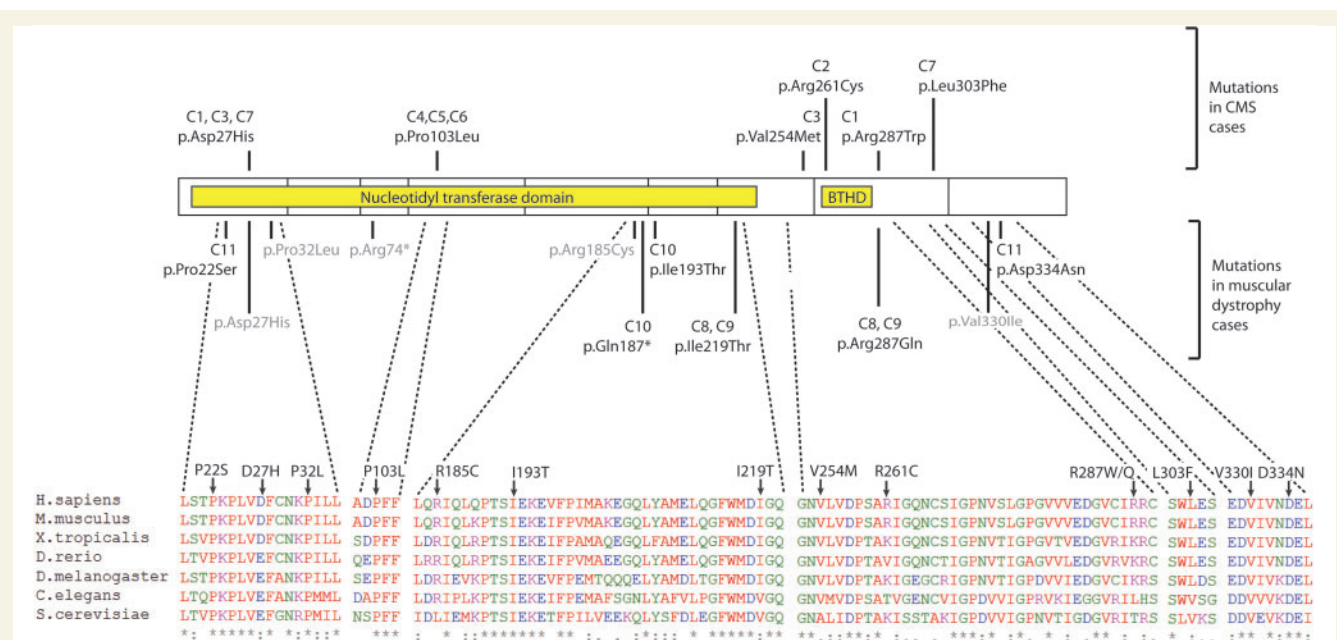 C2
p.Arg261Cys
C7
p.Leu303Phe
C1, C3, C7
p.Asp27His
C4,C5,C6
p.Pro103Leu
C3
p.Val254Met
C1
p.Arg287Trp
Mutations
in CMS
cases
Nucleotidyl transferase domain
BTHD
C11
p.Pro22Ser
p.Pro32Leu
p.Arg74*
p.Arg185Cys
C10
p.Ile193Thr
C11
p.Asp334Asn
p.Asp27His
C10
p.Gln187*
C8, C9
p.Ile219Thr
C8, C9
p.Arg287Gln
p.Val330Ile
Mutations
in muscular
dystrophy
cases
P22S D27H P32L P103L R185C I193T I219T V254M R261C R287W/Q L303F V330I D334N
H.sapiens LSTPKPLVDFCNKPILL ADPFF LQRIQLQPTSIEKEVFPIMAKEGQLYAMELQGFWMDIGQ GNVLVDPSARIGQNCSIGPNVSLGPGVVVEDGVCIRRC SWLES EDVIVNDEL
M.musculus LSTPKPLVDFCNKPILL ADPFF LQRIQLKPTSIEKEIFPVMAKEGQLYAMELQGFWMDIGQ GNVLVDPSARIGQNCSIGPNVSLGPGVVVEDGVCIRRC SWLES EDVIVNDEL
X.tropicalis LSVPKPLVDFCNKPILL SDPFF LDRIQLRPTSIEKEIFPAMAQEGQLFAMELQGFWMDIGQ GNVLVDPTAKIGQNCSIGPNVTIGPGVTVEDGVRIKRC SWLES EDVIVNDEL
D.rerio LTVPKPLVEFCNKPILL QEPFF LRRIQLRPTSIEKEIFPVMAEEGQLYAMELQGFWMDIGQ GNVLVDPTAKIGQNCTIGPNVTIGAGVVLEDGVRVKRC SWLES EDVIVNDEL
D.melanogaster LSTPKPLVEFANKPILL SEPFF LDRIEVKPTSIEKEVFPEMTQQQELYAMDLTGFWMDIGQ GNVLVDPTAKIGEGCRIGPNVTIGPDVVIEDGVCIKRS SWLDS EDVIVKDEL
C.elegans LTQPKPLVEFANKPMML DAPFF LDRIPLKPTSIEKEIFPEMAFSGNLYAFVLPGFWMDVGQ GNVMVDPSATVGENCVIGPDVVIGPRVKIEGGVRILHS SWVSG DDVVVKDEL
S.cerevisiae LTVPKPLVEFGNRPMIL NSPFF IDLIEMKPTSIEKETFPILVEEKQLYSFDLEGFWMDVGQ GNALIDPTAKISSTAKIGPDVVIGPNVTIGDGVRITRS SLVKS DDVEVKDEI